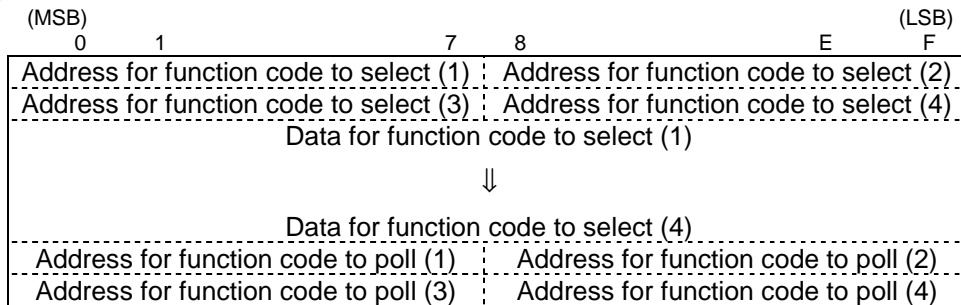 (MSB) (LSB)
0 1 7 8 E F
Address for function code to select (1) Address for function code to select (2)
Address for function code to select (3) Address for function code to select (4)
Data for function code to select (1)
⇓
Data for function code to select (4)
Address for function code to poll (1) Address for function code to poll (2)
Address for function code to poll (3) Address for function code to poll (4)